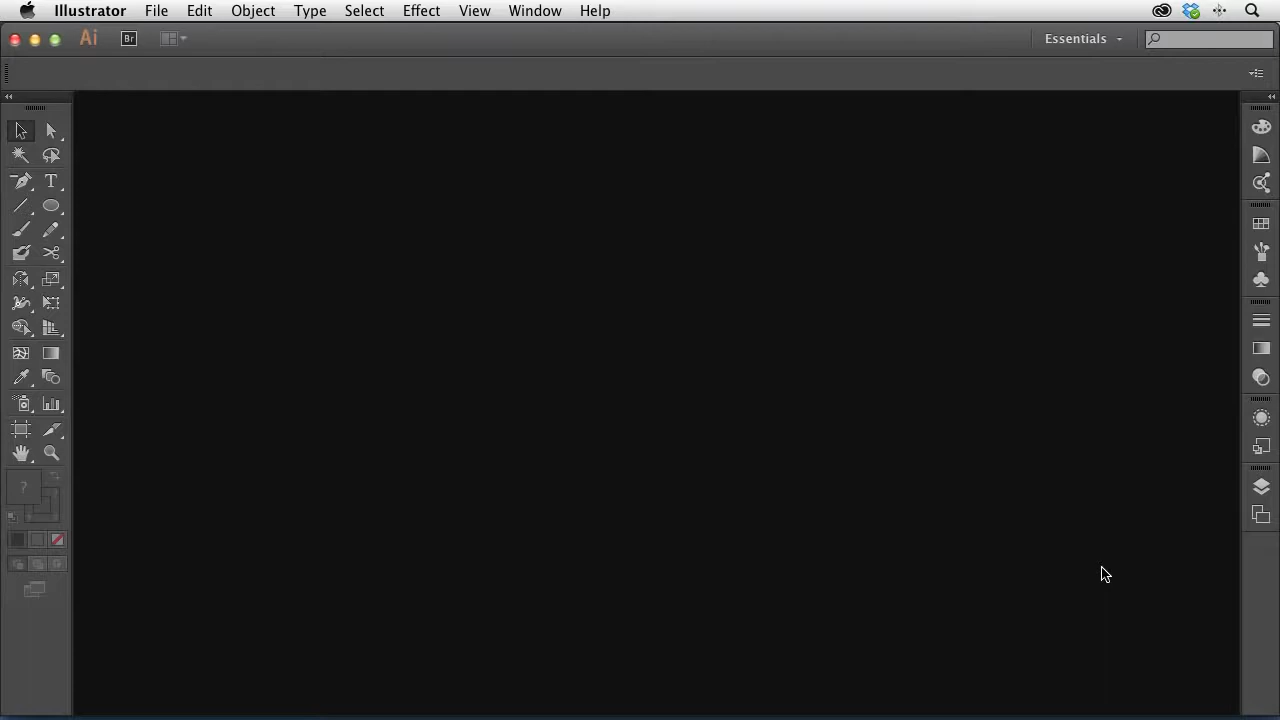 Illustrator File Edit Object Type Select Effect View Window Help
Ai Br Essentials
T
?